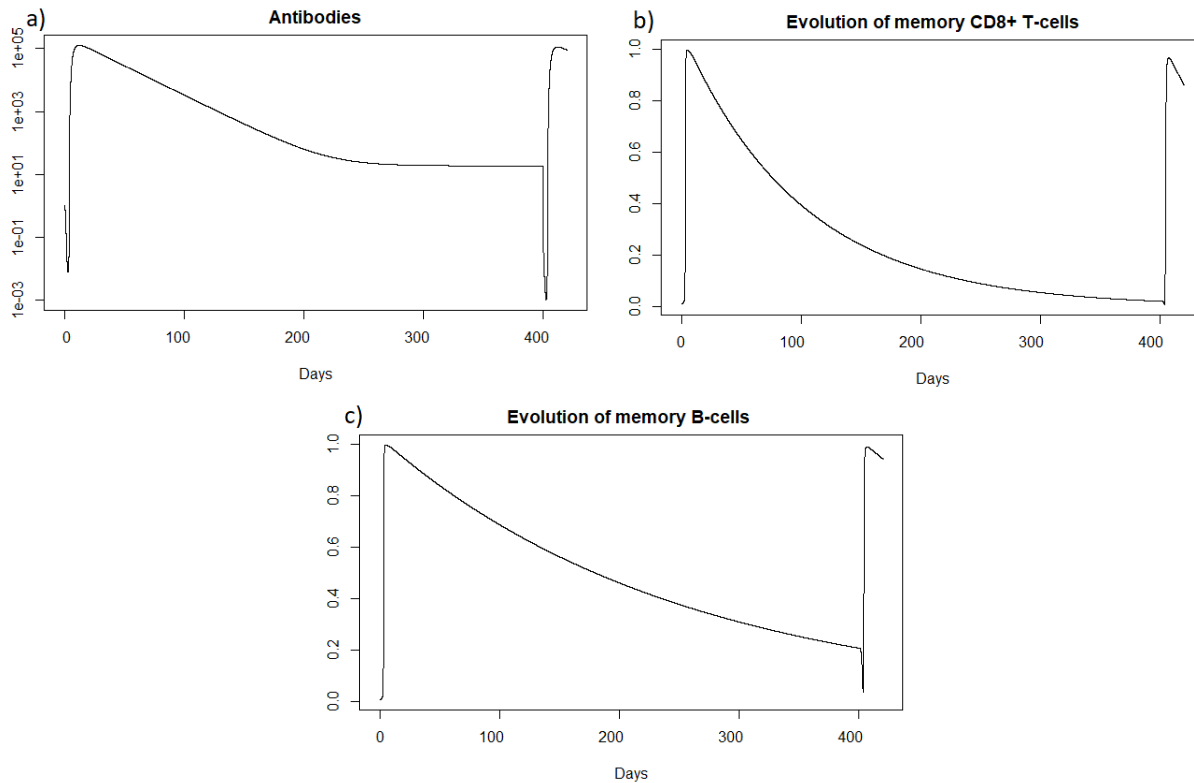 a)
Antibodies
1e+05
1e+03
1e+01
1e-01
1e-03
0 100 200 300 400
Days
b)
Evolution of memory CD8+ T-cells
1.0
0.8
0.6
0.4
0.2
0.0
0 100 200 300 400
Days
c)
Evolution of memory B-cells
1.0
0.8
0.6
0.4
0.2
0.0
0 100 200 300 400
Days